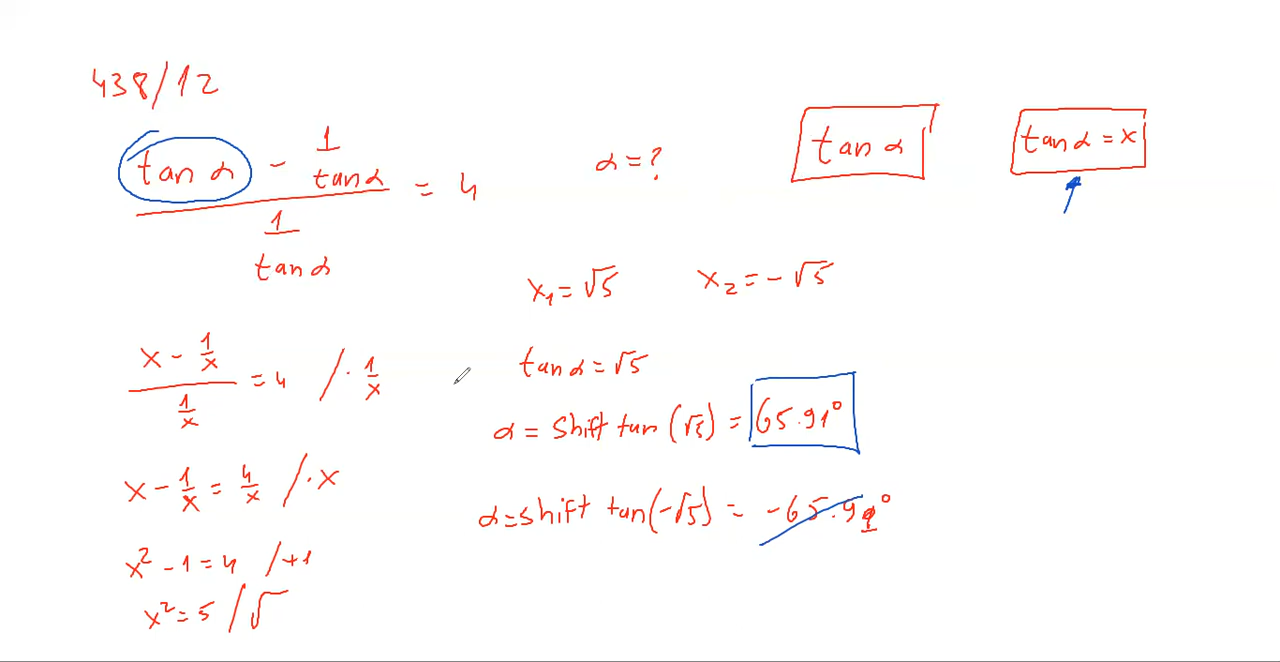 438/12
tan α - 1/tan α
―――――――― = 4
1/tan α
α = ?
tan α
tan α = x
x - 1/x
―――― = 4 / · 1/x
1/x
x - 1/x = 4/x / · x
x² - 1 = 4 / +1
x² = 5 / √
x₁ = √5 x₂ = - √5
tan α = √5
α = Shift tan (√5) = 65.91°
α = shift tan (-√5) = -65.91°